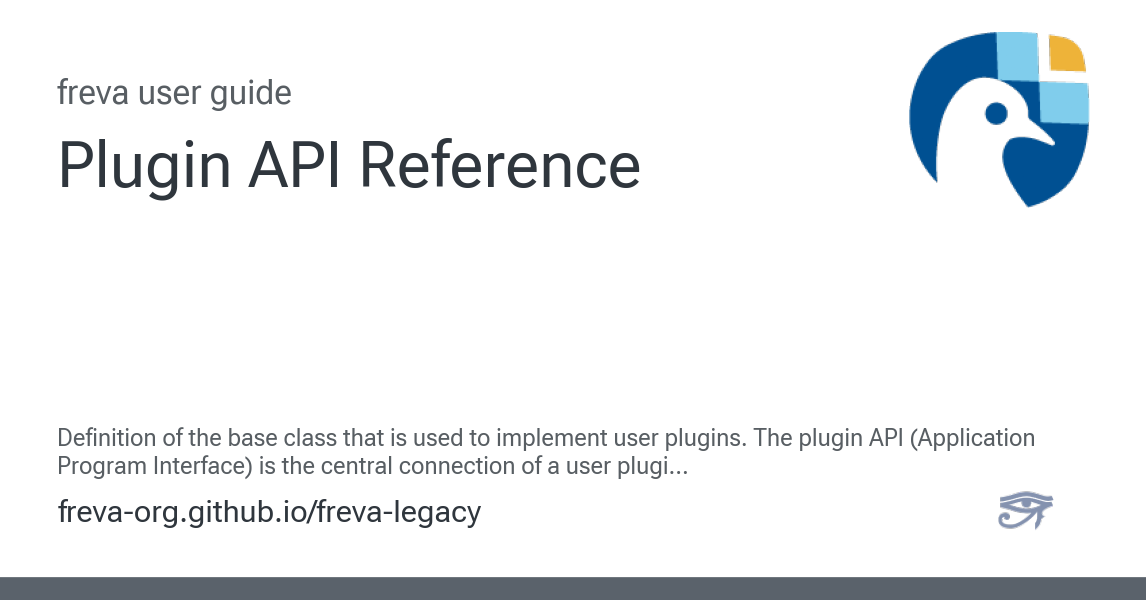 freva user guide
Plugin API Reference
Definition of the base class that is used to implement user plugins. The plugin API (Application
Program Interface) is the central connection of a user plugi...
freva-org.github.io/freva-legacy